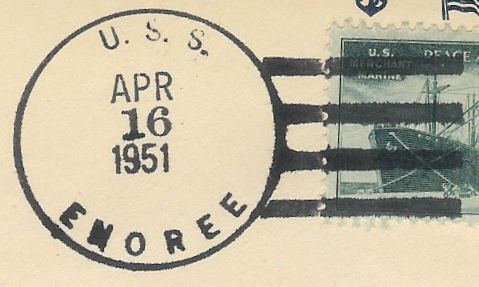 U. S. S.
APR
16
1951
ENOREE
U.S.
MERCHANT
MARINE
PEACE